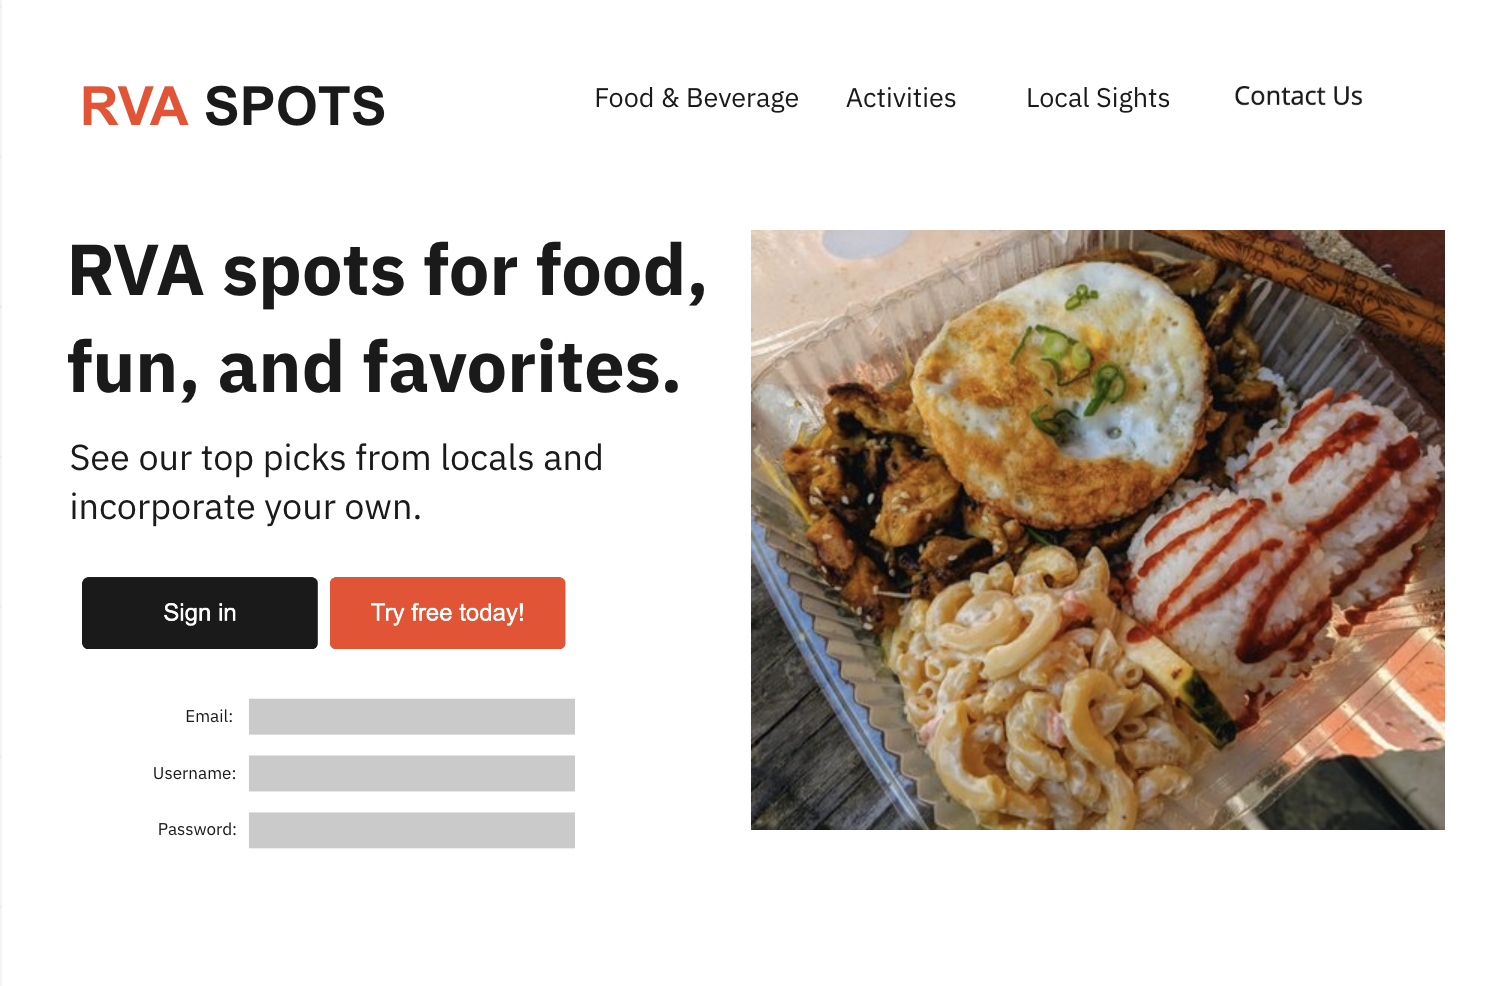 RVA SPOTS
Food & Beverage
Activities
Local Sights
Contact Us
RVA spots for food,
fun, and favorites.
See our top picks from locals and
incorporate your own.
Sign in
Try free today!
Email:
Username:
Password: